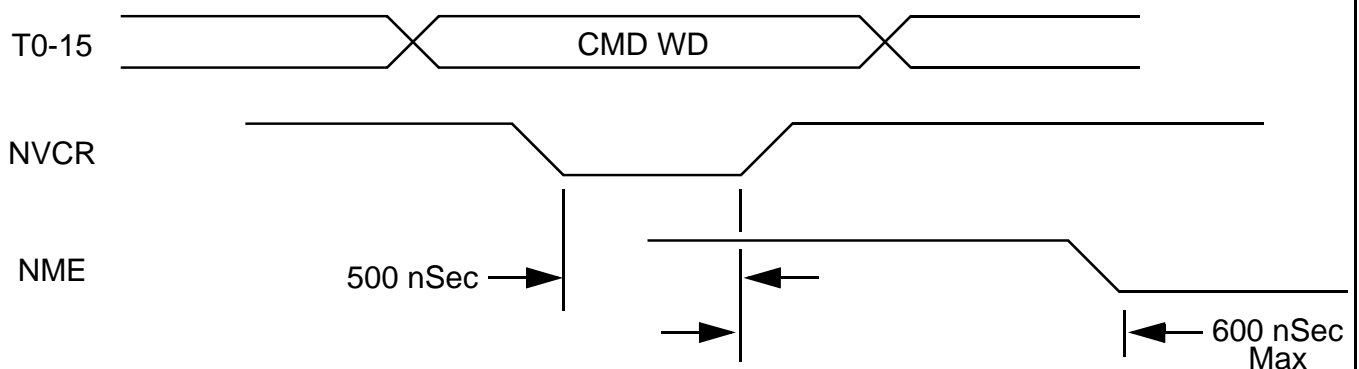 T0-15
CMD WD
NVCR
NME
500 nSec
600 nSec
Max